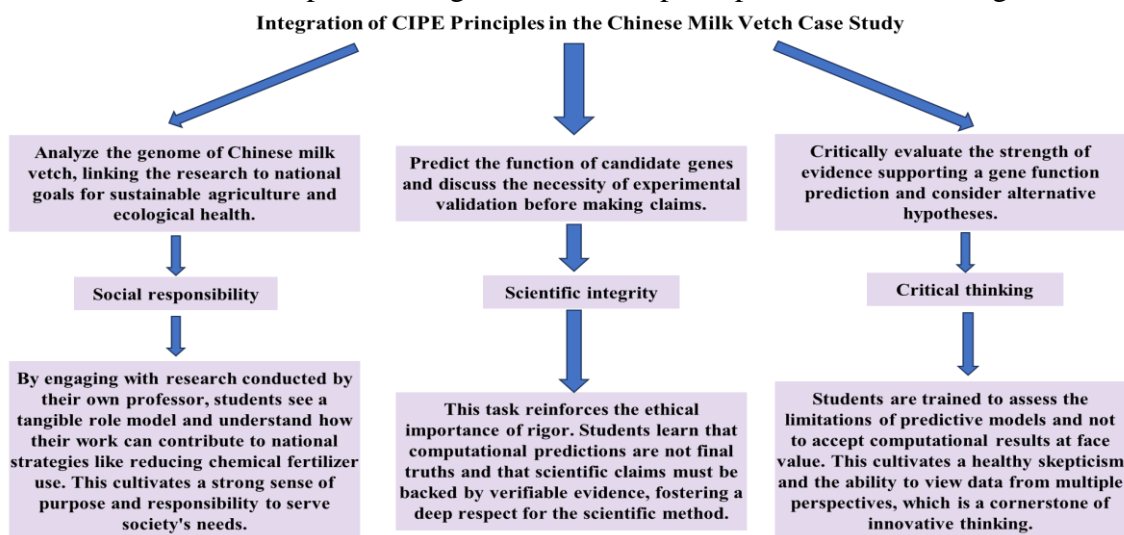 Integration of CIPE Principles in the Chinese Milk Vetch Case Study
Analyze the genome of Chinese milk
vetch, linking the research to national
goals for sustainable agriculture and
ecological health.
Social responsibility
By engaging with research conducted by
their own professor, students see a
tangible role model and understand how
their work can contribute to national
strategies like reducing chemical fertilizer
use. This cultivates a strong sense of
purpose and responsibility to serve
society's needs.
Predict the function of candidate genes
and discuss the necessity of experimental
validation before making claims.
Scientific integrity
This task reinforces the ethical
importance of rigor. Students learn that
computational predictions are not final
truths and that scientific claims must be
backed by verifiable evidence, fostering a
deep respect for the scientific method.
Critically evaluate the strength of
evidence supporting a gene function
prediction and consider alternative
hypotheses.
Critical thinking
Students are trained to assess the
limitations of predictive models and not
to accept computational results at face
value. This cultivates a healthy skepticism
and the ability to view data from multiple
perspectives, which is a cornerstone of
innovative thinking.